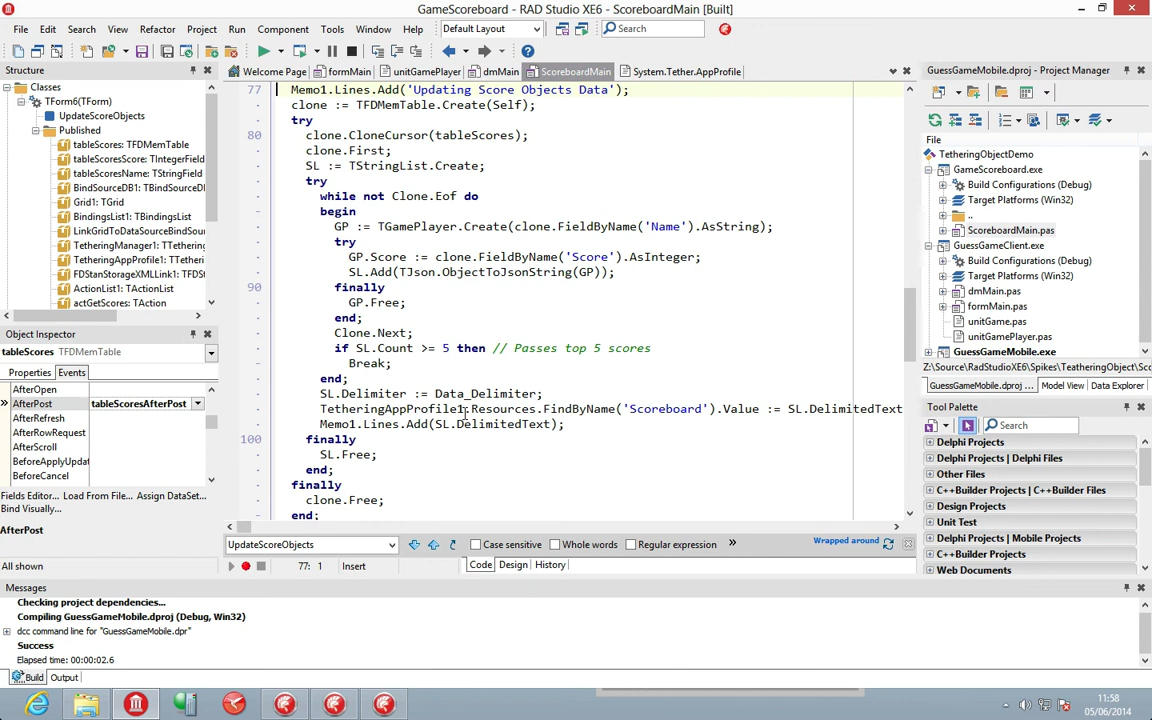 GameScoreboard - RAD Studio XE6 - ScoreboardMain [Built]
File Edit Search View Refactor Project Run Component Tools Window Help Default Layout Search
Structure
Classes
TForm6(TForm)
UpdateScoreObjects
Published
tableScores: TFDMemTable
tableScoresScore: TIntegerField
tableScoresName: TStringField
BindSourceDB1: TBindSourceDB
Grid1: TGrid
BindingsList1: TBindingsList
LinkGridToDataSourceBindSour
TetheringManager1: TTethering
TetheringAppProfile1: TTetherin
FDStanStorageXMLLink1: TFDSt
ActionList1: TActionList
actGetScores: TAction
Object Inspector
tableScores TFDMemTable
Properties Events
AfterOpen
AfterPost tableScoresAfterPost
AfterRefresh
AfterRowRequest
AfterScroll
BeforeApplyUpdat
BeforeCancel
Fields Editor... Load From File... Assign DataSet...
Bind Visually...
AfterPost
All shown
Welcome Page formMain unitGamePlayer dmMain ScoreboardMain System.Tether.AppProfile
77 Memo1.Lines.Add('Updating Score Objects Data');
clone := TFDMemTable.Create(Self);
try
80 clone.CloneCursor(tableScores);
clone.First;
SL := TStringList.Create;
try
while not Clone.Eof do
begin
GP := TGamePlayer.Create(clone.FieldByName('Name').AsString);
try
GP.Score := clone.FieldByName('Score').AsInteger;
SL.Add(TJson.ObjectToJsonString(GP));
90 finally
GP.Free;
end;
Clone.Next;
if SL.Count >= 5 then // Passes top 5 scores
Break;
end;
SL.Delimiter := Data_Delimiter;
TetheringAppProfile1.Resources.FindByName('Scoreboard').Value := SL.DelimitedText
Memo1.Lines.Add(SL.DelimitedText);
100 finally
SL.Free;
end;
finally
clone.Free;
end;
UpdateScoreObjects Case sensitive Whole words Regular expression » Wrapped around
77: 1 Insert Code Design History
GuessGameMobile.dproj - Project Manager
File
TetheringObjectDemo
GameScoreboard.exe
Build Configurations (Debug)
Target Platforms (Win32)
..
ScoreboardMain.pas
GuessGameClient.exe
Build Configurations (Debug)
Target Platforms (Win32)
dmMain.pas
formMain.pas
unitGame.pas
unitGamePlayer.pas
GuessGameMobile.exe
Z:\Source\RadStudioXE6\Spikes\TeatheringObject\Sc
GuessGameMobile.dproj ... Model View Data Explorer
Tool Palette
Search
Delphi Projects
Delphi Projects | Delphi Files
Other Files
C++Builder Projects | C++Builder Files
Design Projects
Unit Test
Delphi Projects | Mobile Projects
C++Builder Projects
Web Documents
Messages
Checking project dependencies...
Compiling GuessGameMobile.dproj (Debug, Win32)
dcc command line for "GuessGameMobile.dpr"
Success
Elapsed time: 00:00:02.6
Build Output
11:58
05/06/2014